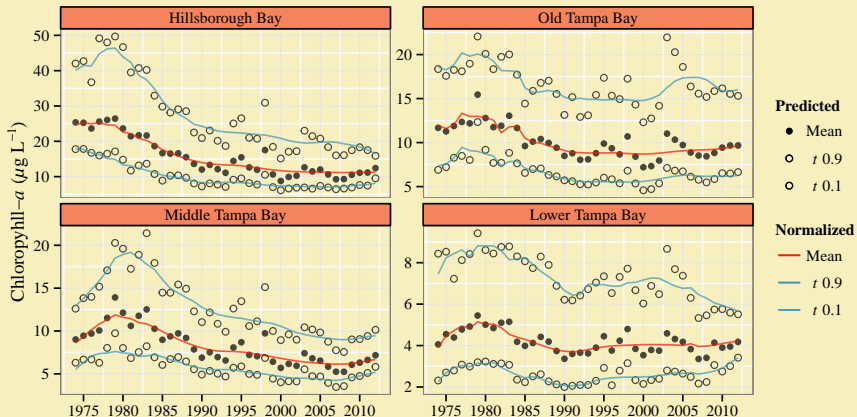 Hillsborough Bay
Old Tampa Bay
50
40
30
20
10
20
15
10
5
Middle Tampa Bay
Lower Tampa Bay
20
15
10
5
8
6
4
2
1975 1980 1985 1990 1995 2000 2005 2010
1975 1980 1985 1990 1995 2000 2005 2010
Chloropyhll−a (µg L−1)
Predicted
Mean
t 0.9
t 0.1
Normalized
Mean
t 0.9
t 0.1